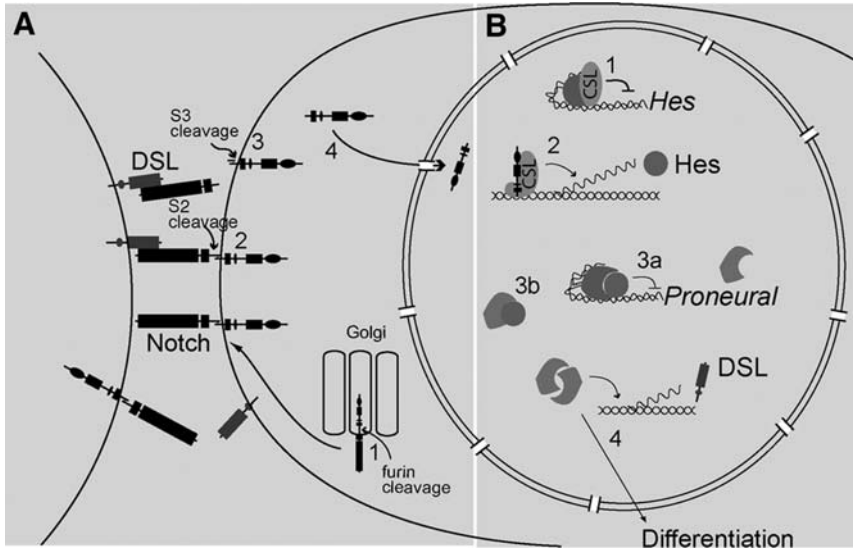 A
S3
cleavage
3
4
DSL
S2
cleavage
2
Notch
Golgi
1
furin
cleavage
B
1
CSL
Hes
2
CSL
Hes
3a
3b
Proneural
DSL
4
Differentiation